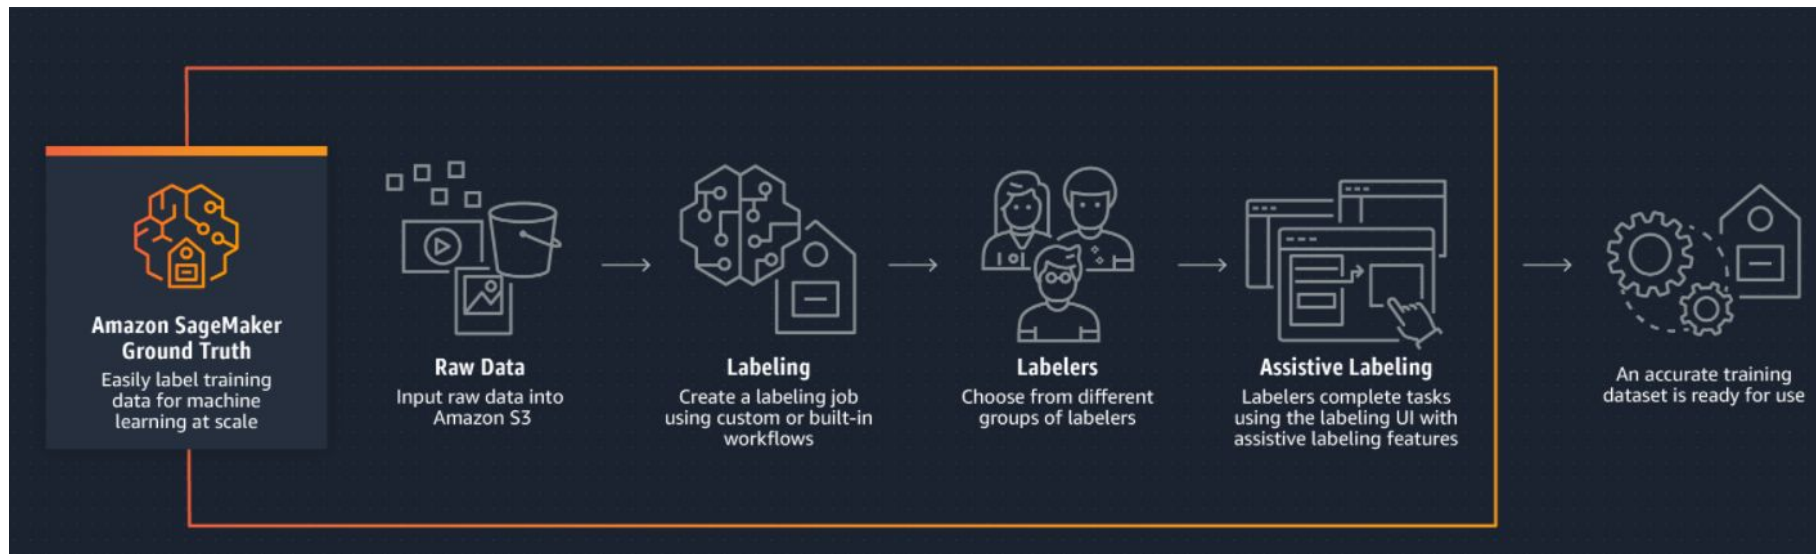 Amazon SageMaker
Ground Truth
Easily label training
data for machine
learning at scale
Raw Data
Input raw data into
Amazon S3
Labeling
Create a labeling job
using custom or built-in
workflows
Labelers
Choose from different
groups of labelers
Assistive Labeling
Labelers complete tasks
using the labeling UI with
assistive labeling features
An accurate training
dataset is ready for use